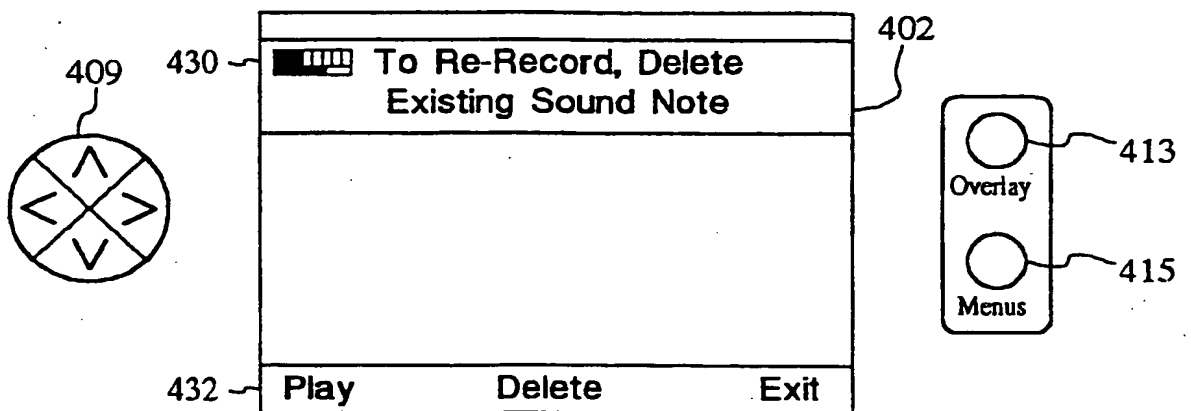 402
430
To Re-Record, Delete
Existing Sound Note
409
413
Overlay
415
Menus
432
Play Delete Exit